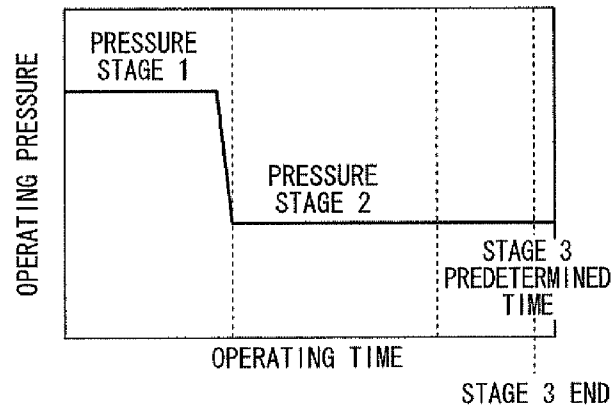 PRESSURE
STAGE 1
OPERATING PRESSURE
PRESSURE
STAGE 2
STAGE 3
PREDETERMINED
TIME
OPERATING TIME
STAGE 3 END